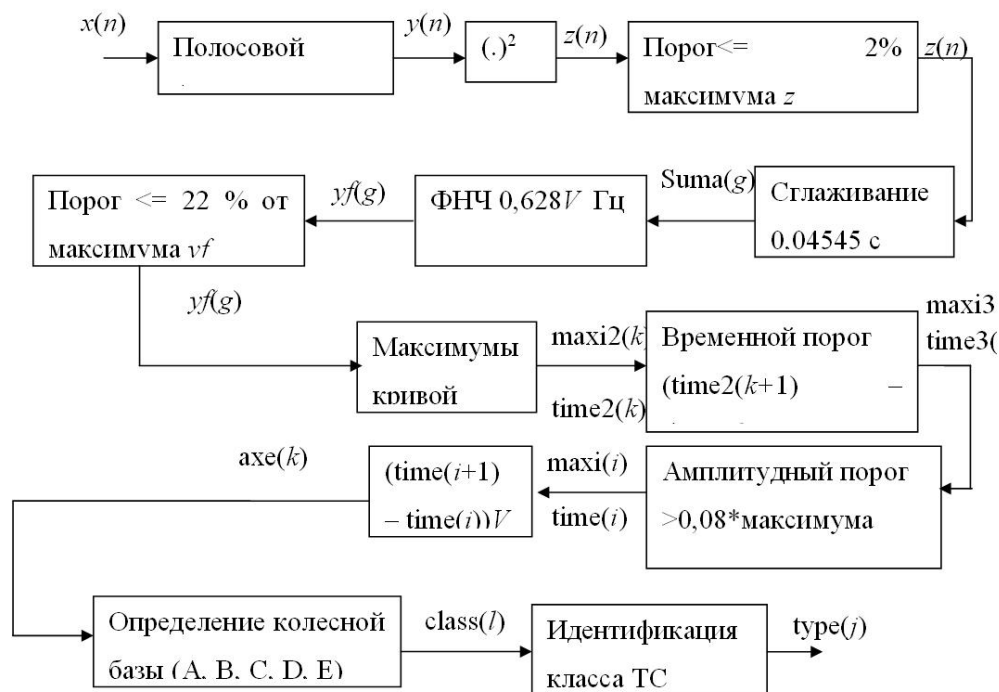 x(n)
Полосовой
y(n)
(.)²
z(n)
Порог<= 2%
максимума z
z(n)
Порог <= 22 % от
максимума yf
yf(g)
ФНЧ 0,628V Гц
Suma(g)
Сглаживание
0,04545 с
yf(g)
Максимумы
кривой
maxi2(k)
time2(k)
Временной порог
(time2(k+1) –
maxi3
time3(
axe(k)
(time(i+1)
– time(i))V
maxi(i)
time(i)
Амплитудный порог
>0,08*максимума
Определение колесной
базы (A, B, C, D, E)
class(l)
Идентификация
класса ТС
type(j)